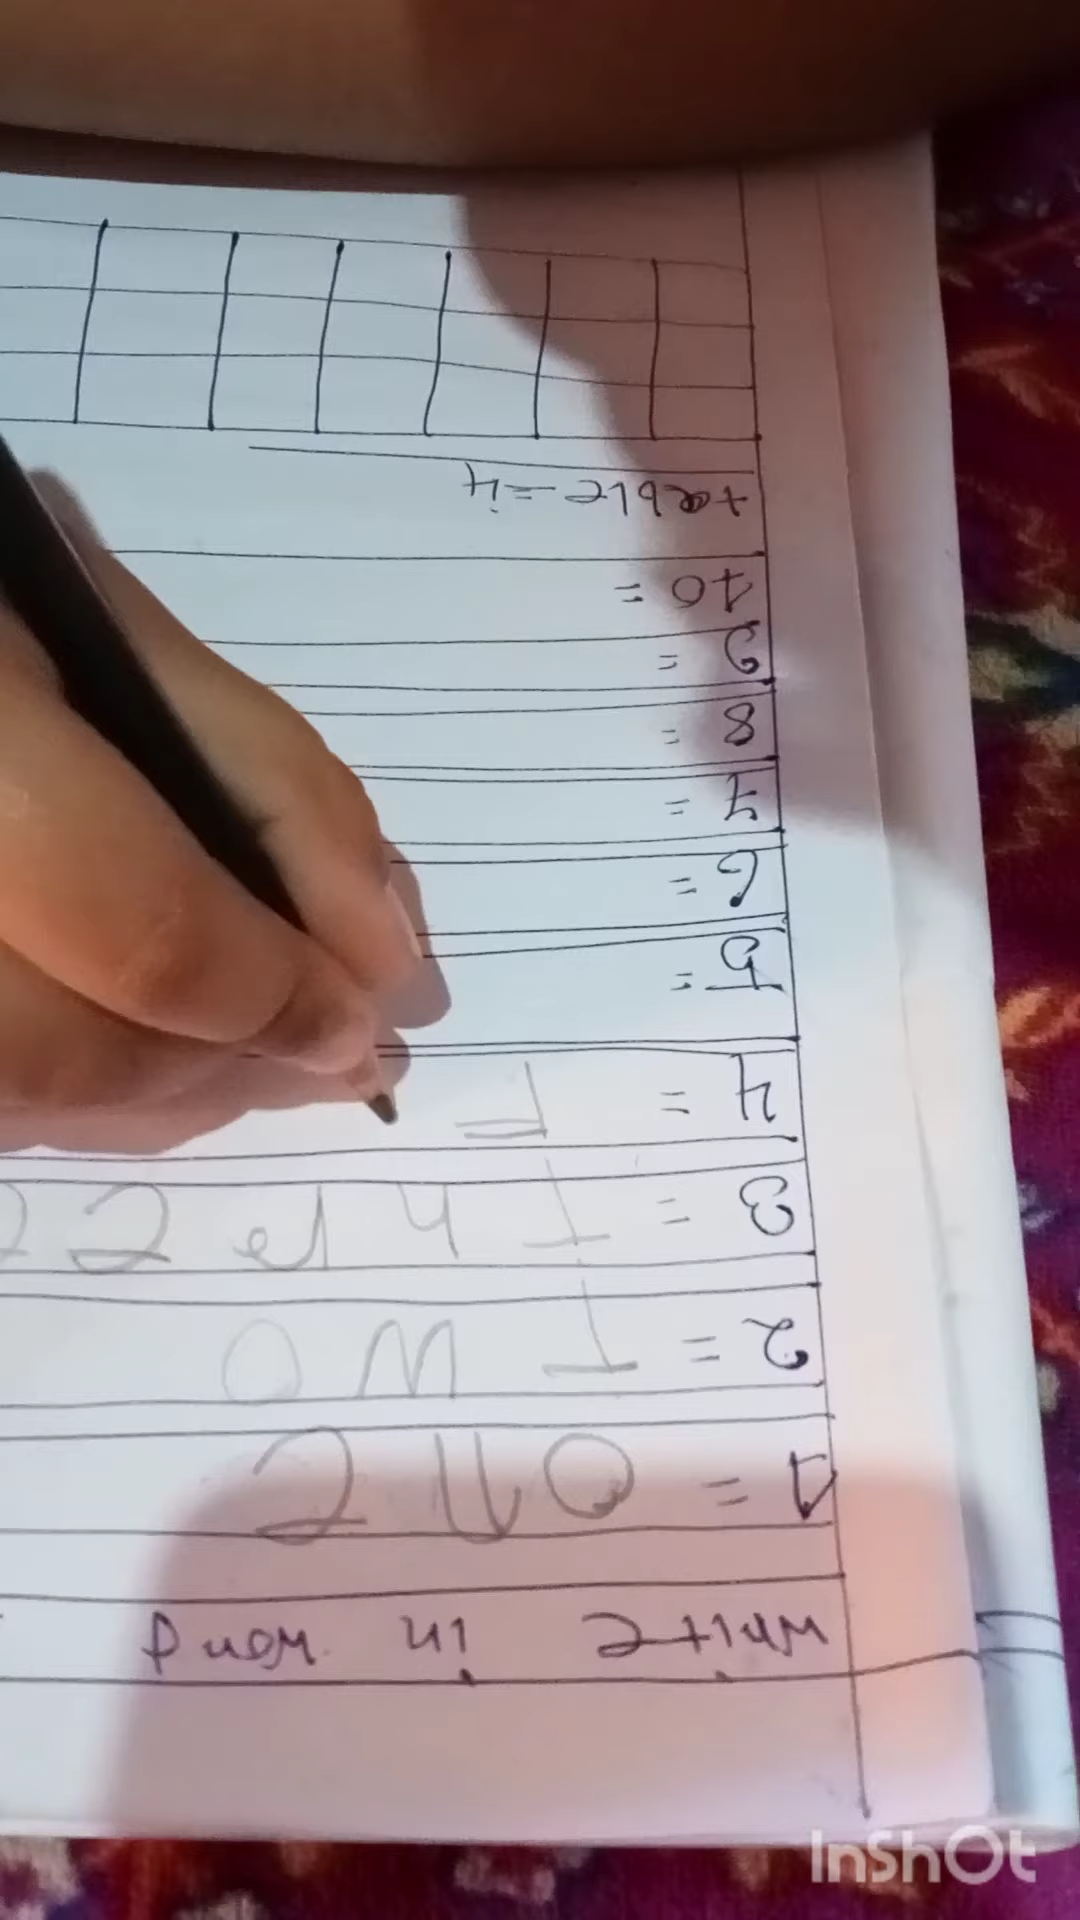 write in word
1 = One
2 = TWO
3 = Three
4 = F
5 =
6 =
7 =
8 =
9 =
10 =
table = 4
InShOt